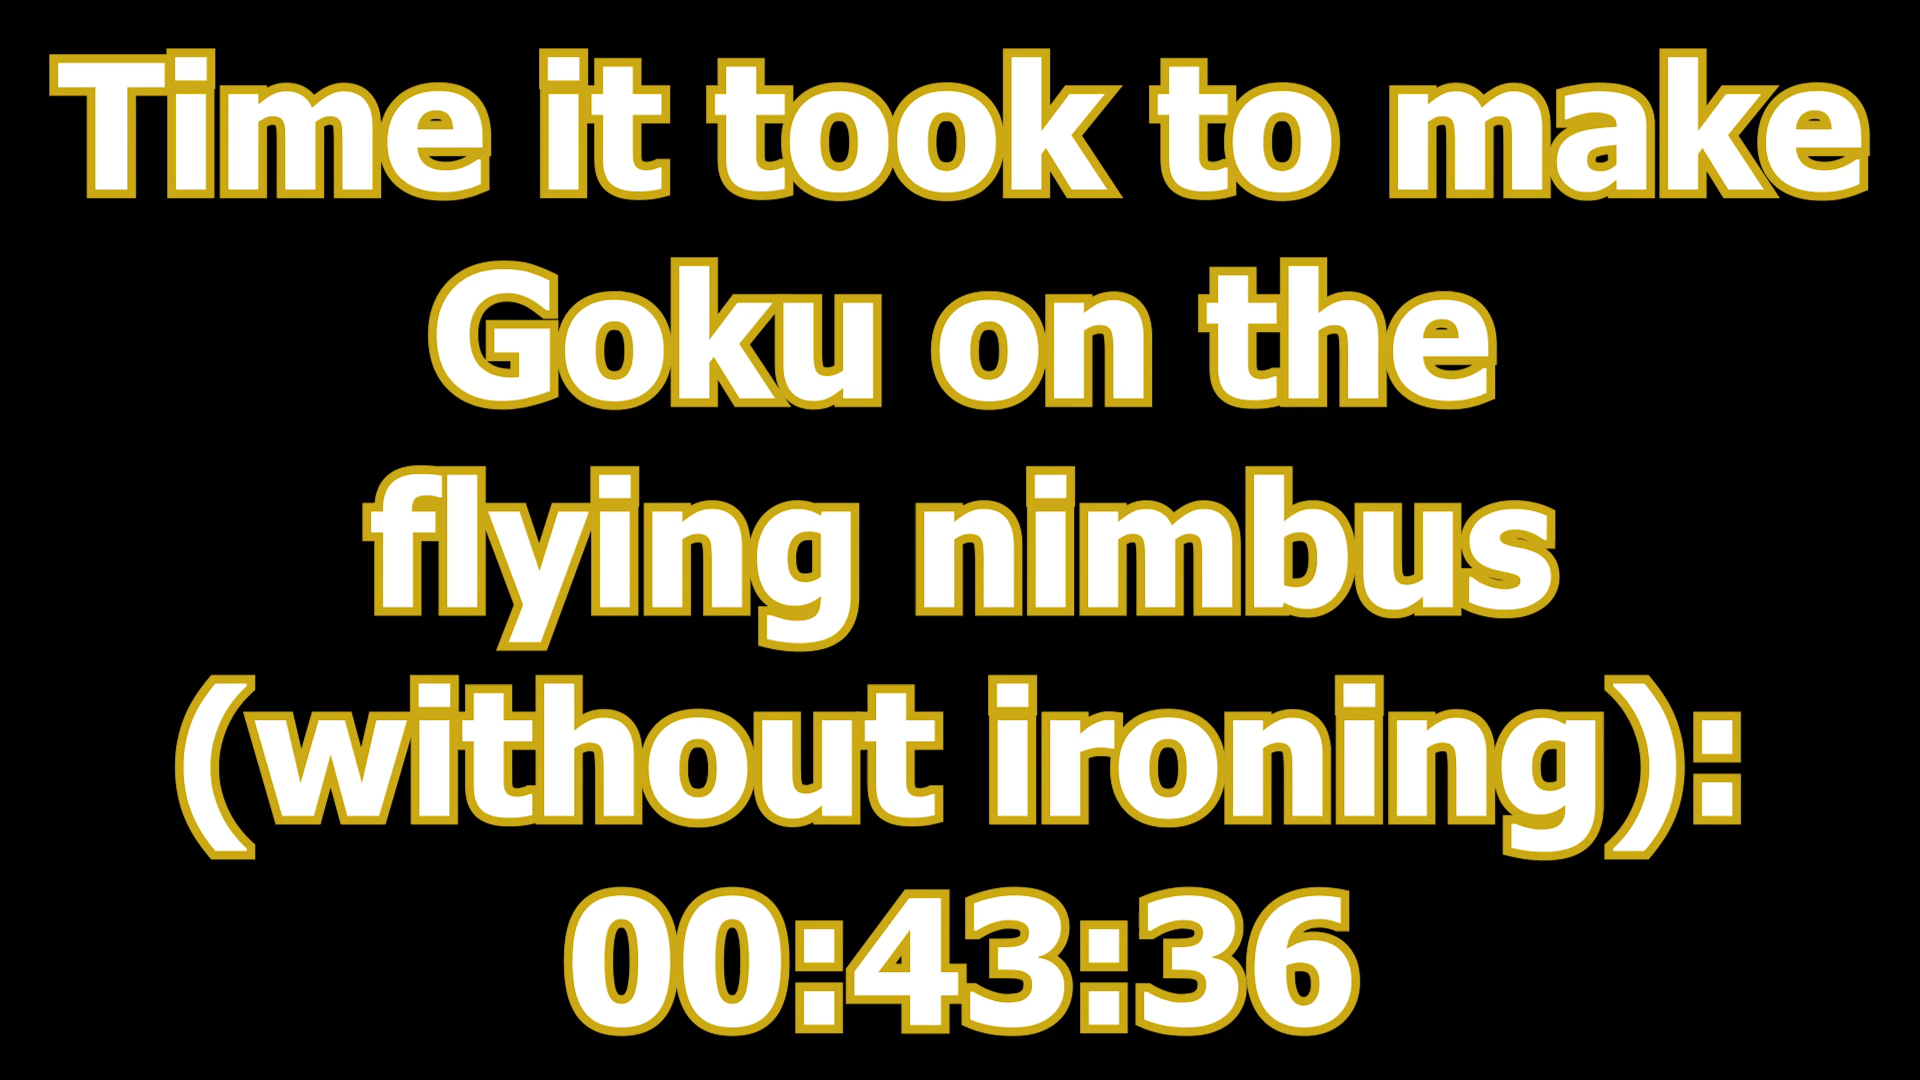 Time it took to make
Goku on the
flying nimbus
(without ironing):
00:43:36